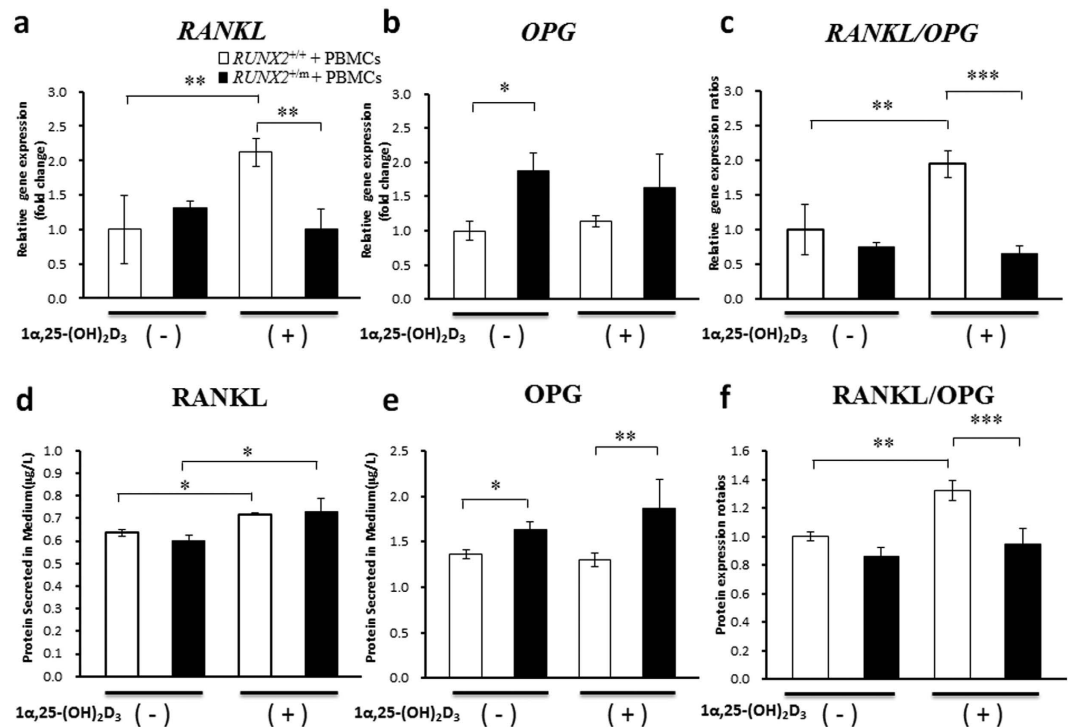 a
RANKL
RUNX2+/+ + PBMCs
RUNX2+/m + PBMCs
**
**
Relative gene expression
(fold change)
3.0
2.5
2.0
1.5
1.0
0.5
0.0
1α,25-(OH)2D3 ( - ) ( + )
b
OPG
*
Relative gene expression
(fold change)
3.0
2.5
2.0
1.5
1.0
0.5
0.0
1α,25-(OH)2D3 ( - ) ( + )
c
RANKL/OPG
**
***
Relative gene expression ratios
3.0
2.5
2.0
1.5
1.0
0.5
0.0
1α,25-(OH)2D3 ( - ) ( + )
d
RANKL
*
*
Protein Secreted in Medium(μg/L)
1.0
0.9
0.8
0.7
0.6
0.5
0.4
0.3
0.2
0.1
0.0
1α,25-(OH)2D3 ( - ) ( + )
e
OPG
*
**
Protein Secreted in Medium(μg/L)
2.5
2.0
1.5
1.0
0.5
0.0
1α,25-(OH)2D3 ( - ) ( + )
f
RANKL/OPG
**
***
Protein expression rotaios
1.6
1.4
1.2
1.0
0.8
0.6
0.4
0.2
0.0
1α,25-(OH)2D3 ( - ) ( + )